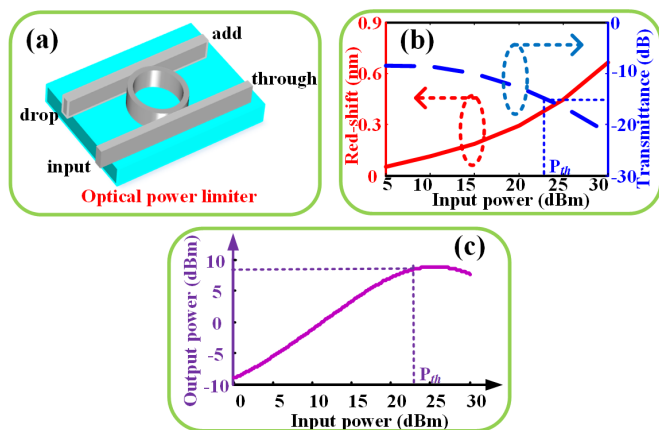 (a)
add
through
drop
input
Optical power limiter
(b)
Red-shift (nm)
0.9
0.6
0.3
0
5
10
15
20
25
30
Input power (dBm)
0
-10
-20
-30
Transmittance (dB)
Pth
(c)
Output power (dBm)
10
5
0
-5
-10
0
5
10
15
20
25
30
Input power (dBm)
Pth